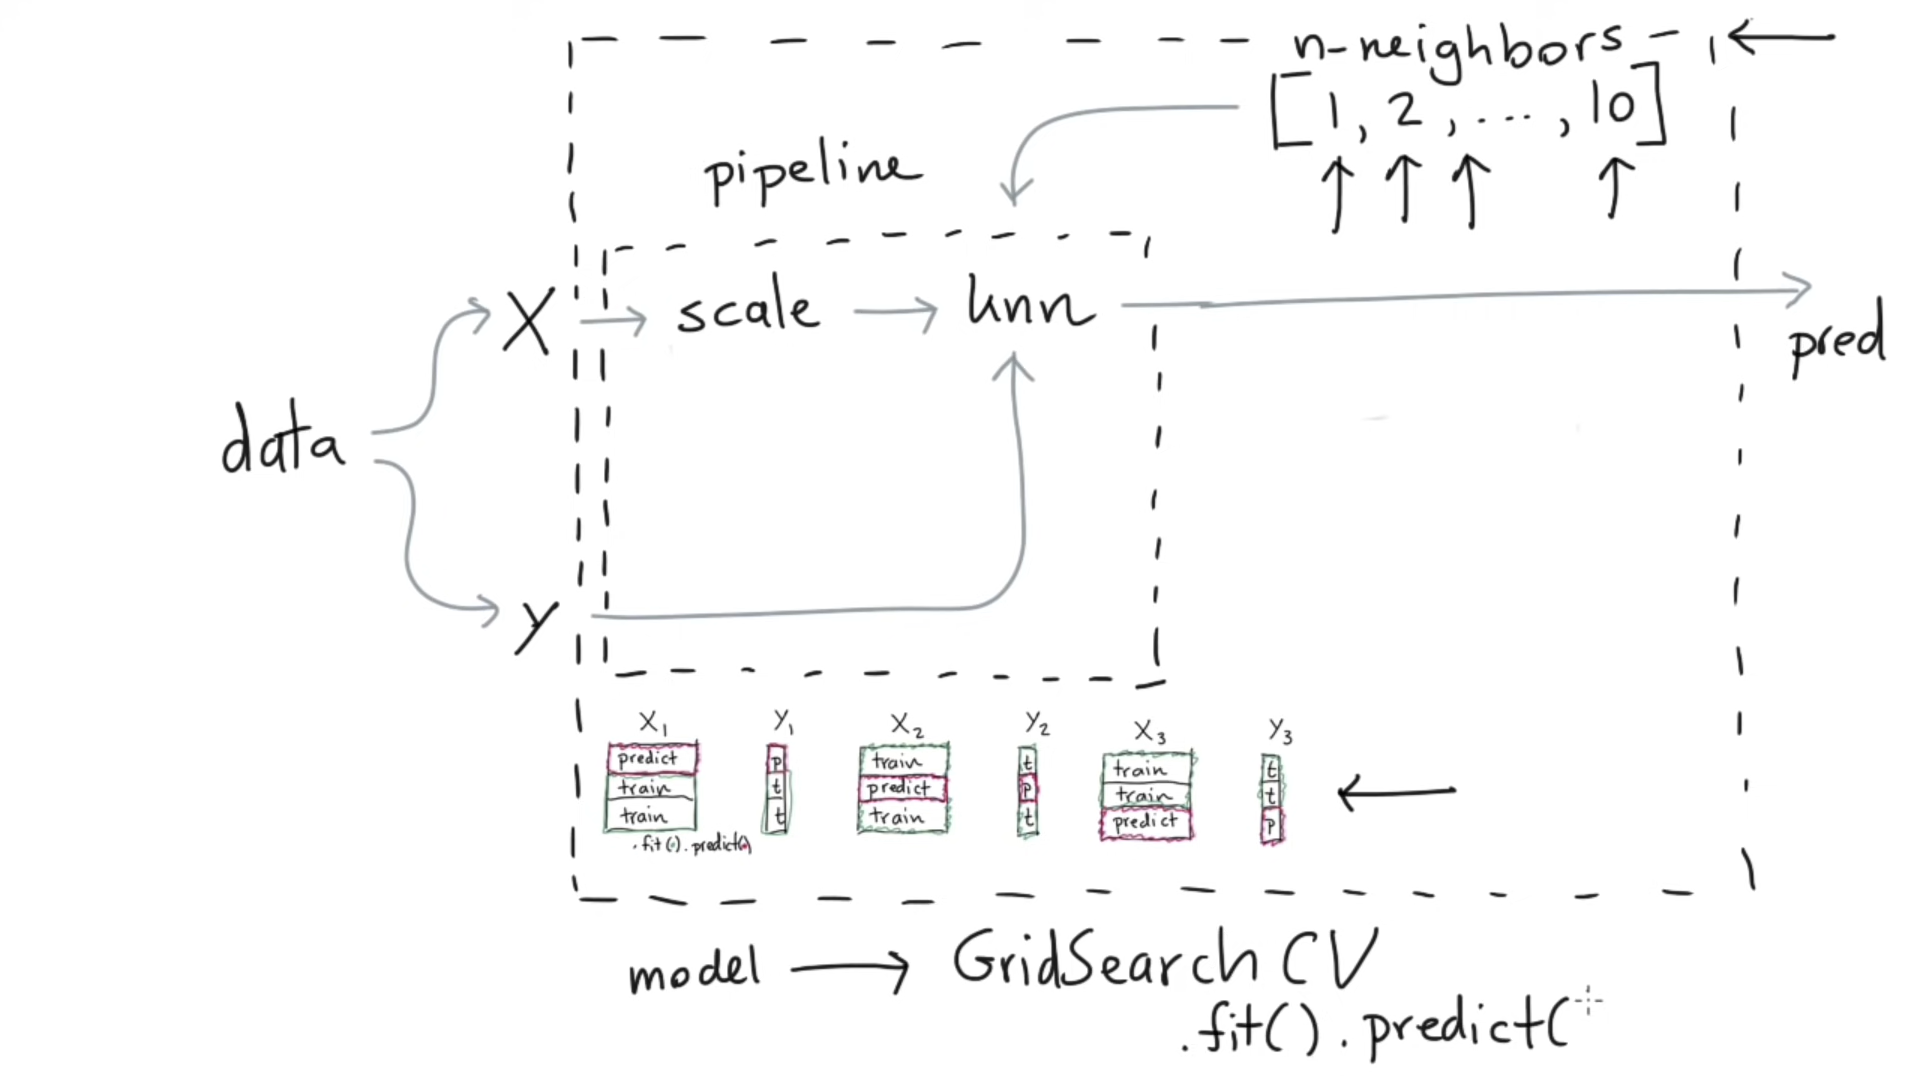 n-neighbors
[1, 2, ..., 10]
pipeline
X
scale
knn
pred
data
y
X1
y1
X2
y2
X3
y3
predict
train
train
p
t
t
train
predict
train
t
p
t
train
train
predict
t
t
p
.fit().predict()
model → GridSearchCV
.fit().predict(